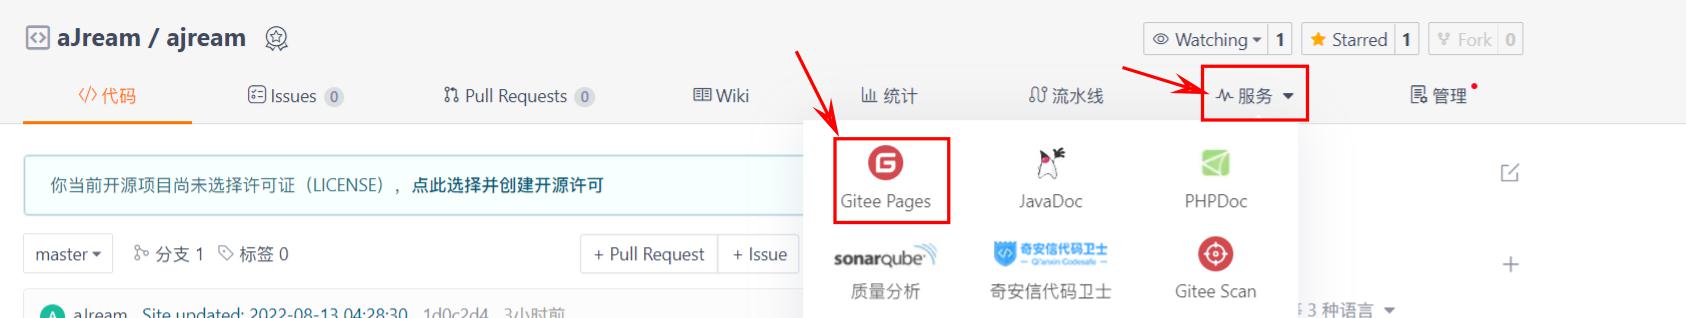 aJream / ajream
Watching 1
Starred 1
Fork 0
代码
Issues 0
Pull Requests 0
Wiki
统计
流水线
服务
管理
你当前开源项目尚未选择许可证（LICENSE），点此选择并创建开源许可
Gitee Pages
JavaDoc
PHPDoc
master
分支 1
标签 0
+ Pull Request
+ Issue
sonarqube
质量分析
奇安信代码卫士
Qi'anxin Codesafe
奇安信代码卫士
Gitee Scan
A
aJream Site updated: 2022-08-13 04:28:30 1d0c2d4 3小时前
等 3 种语言